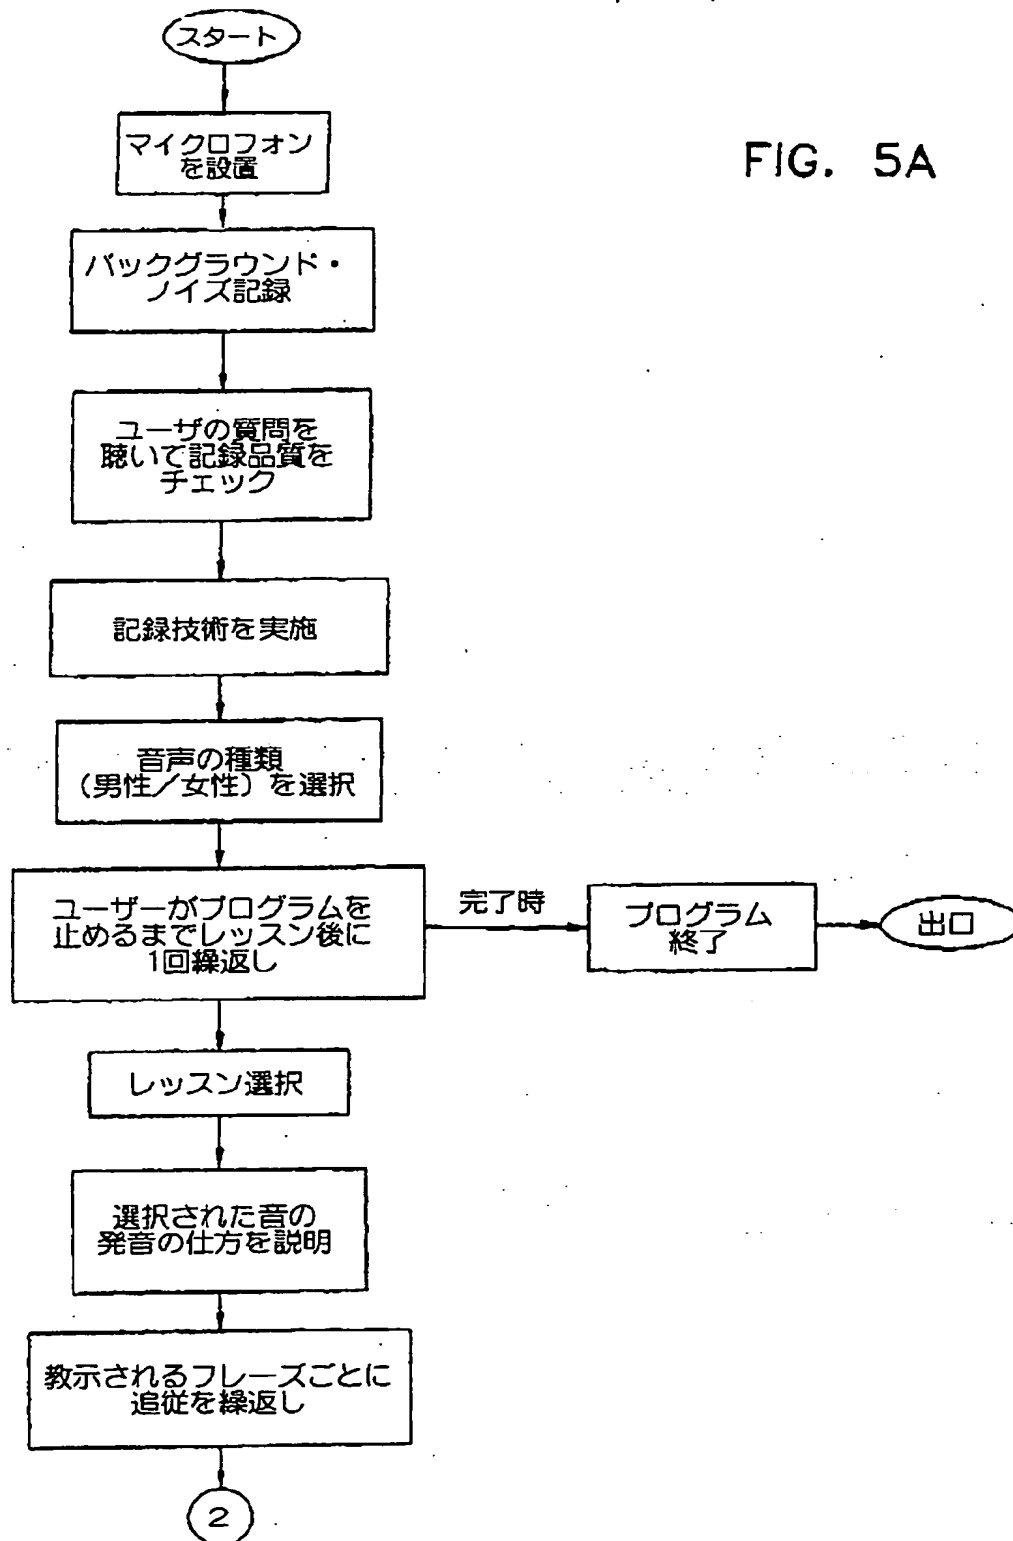 スタート
マイクロフォン
を設置
FIG. 5A
バックグラウンド・
ノイズ記録
ユーザの質問を
聴いて記録品質を
チェック
記録技術を実施
音声の種類
(男性／女性)を選択
ユーザーがプログラムを
止めるまでレッスン後に
1回繰返し
完了時
プログラム
終了
出口
レッスン選択
選択された音の
発音の仕方を説明
教示されるフレーズごとに
追従を繰返し
2